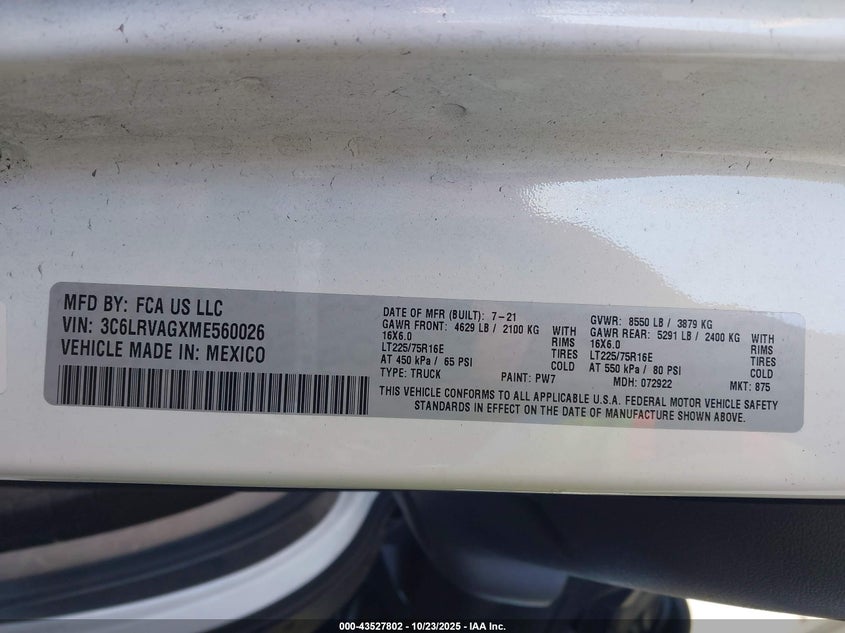 MFD BY: FCA US LLC
VIN: 3C6LRVAGXME560026
VEHICLE MADE IN: MEXICO
DATE OF MFR (BUILT): 7-21
GAWR FRONT: 4629 LB / 2100 KG WITH
16X6.0 RIMS
LT225/75R16E TIRES
AT 450 kPa / 65 PSI COLD
TYPE: TRUCK PAINT: PW7
GVWR: 8550 LB / 3879 KG
GAWR REAR: 5291 LB / 2400 KG WITH
16X6.0 RIMS
LT225/75R16E TIRES
AT 550 kPa / 80 PSI COLD
MDH: 072922 MKT: 875
THIS VEHICLE CONFORMS TO ALL APPLICABLE U.S.A. FEDERAL MOTOR VEHICLE SAFETY
STANDARDS IN EFFECT ON THE DATE OF MANUFACTURE SHOWN ABOVE.
000-43527802 - 10/23/2025 - IAA Inc.